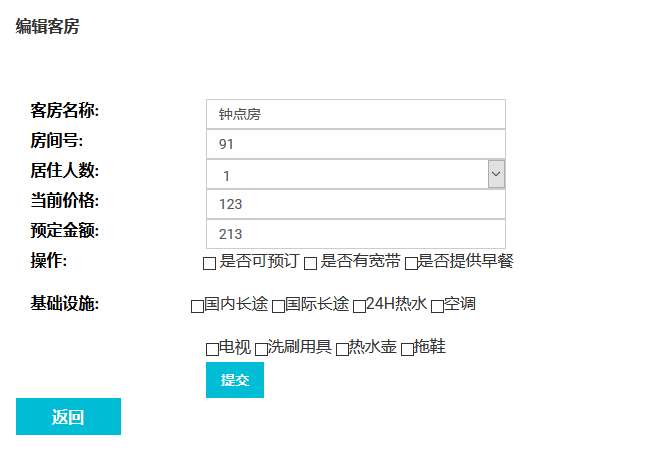 编辑客房
客房名称: 钟点房
房间号: 91
居住人数: 1
当前价格: 123
预定金额: 213
操作: 是否可预订 是否有宽带 是否提供早餐
基础设施: 国内长途 国际长途 24H热水 空调
电视 洗刷用具 热水壶 拖鞋
提交
返回